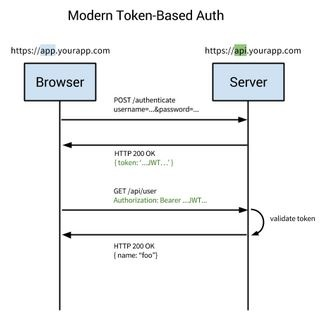 Modern Token-Based Auth
https://app.yourapp.com
https://api.yourapp.com
Browser
Server
POST /authenticate
username=...&password=...
HTTP 200 OK
{ token: '...JWT...' }
GET /api/user
Authorization: Bearer ...JWT...
validate token
HTTP 200 OK
{ name: "foo"}